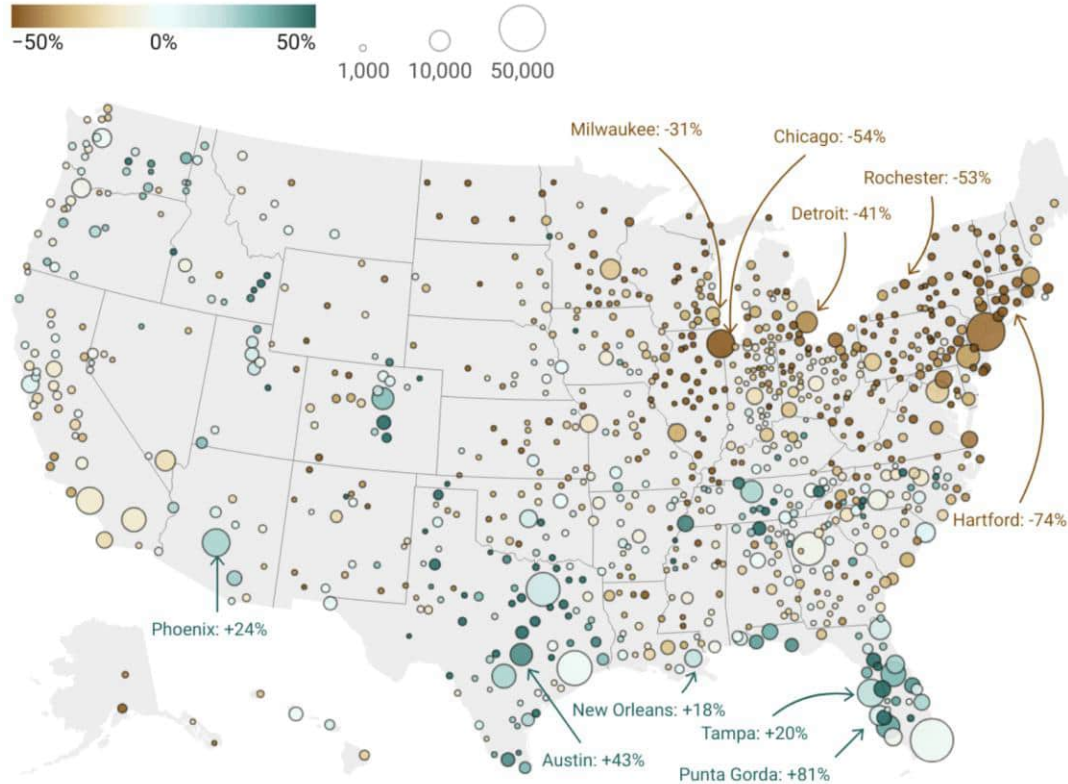 −50% 0% 50%
1,000 10,000 50,000
Milwaukee: -31%
Chicago: -54%
Rochester: -53%
Detroit: -41%
Hartford: -74%
Phoenix: +24%
New Orleans: +18%
Tampa: +20%
Austin: +43%
Punta Gorda: +81%